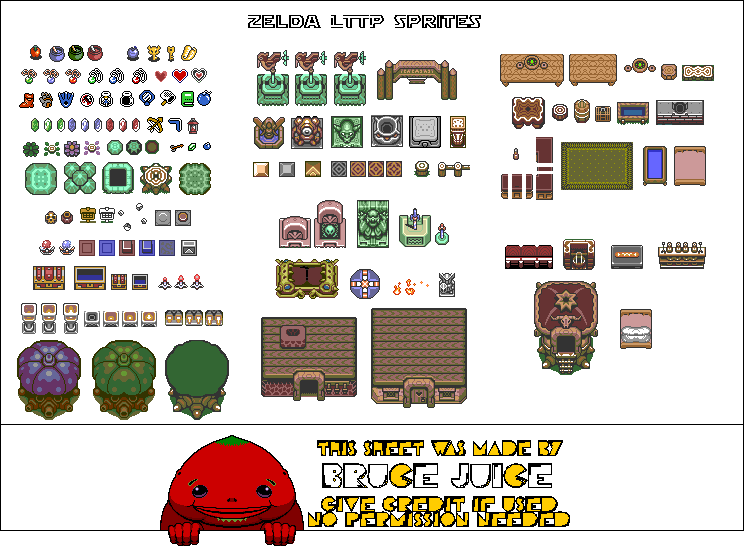 ZELDA LTTP SPRITES
THIS SHEET WAS MADE BY
BRUCE JUICE
GIVE CREDIT IF USED
NO PERMISSION NEEDED